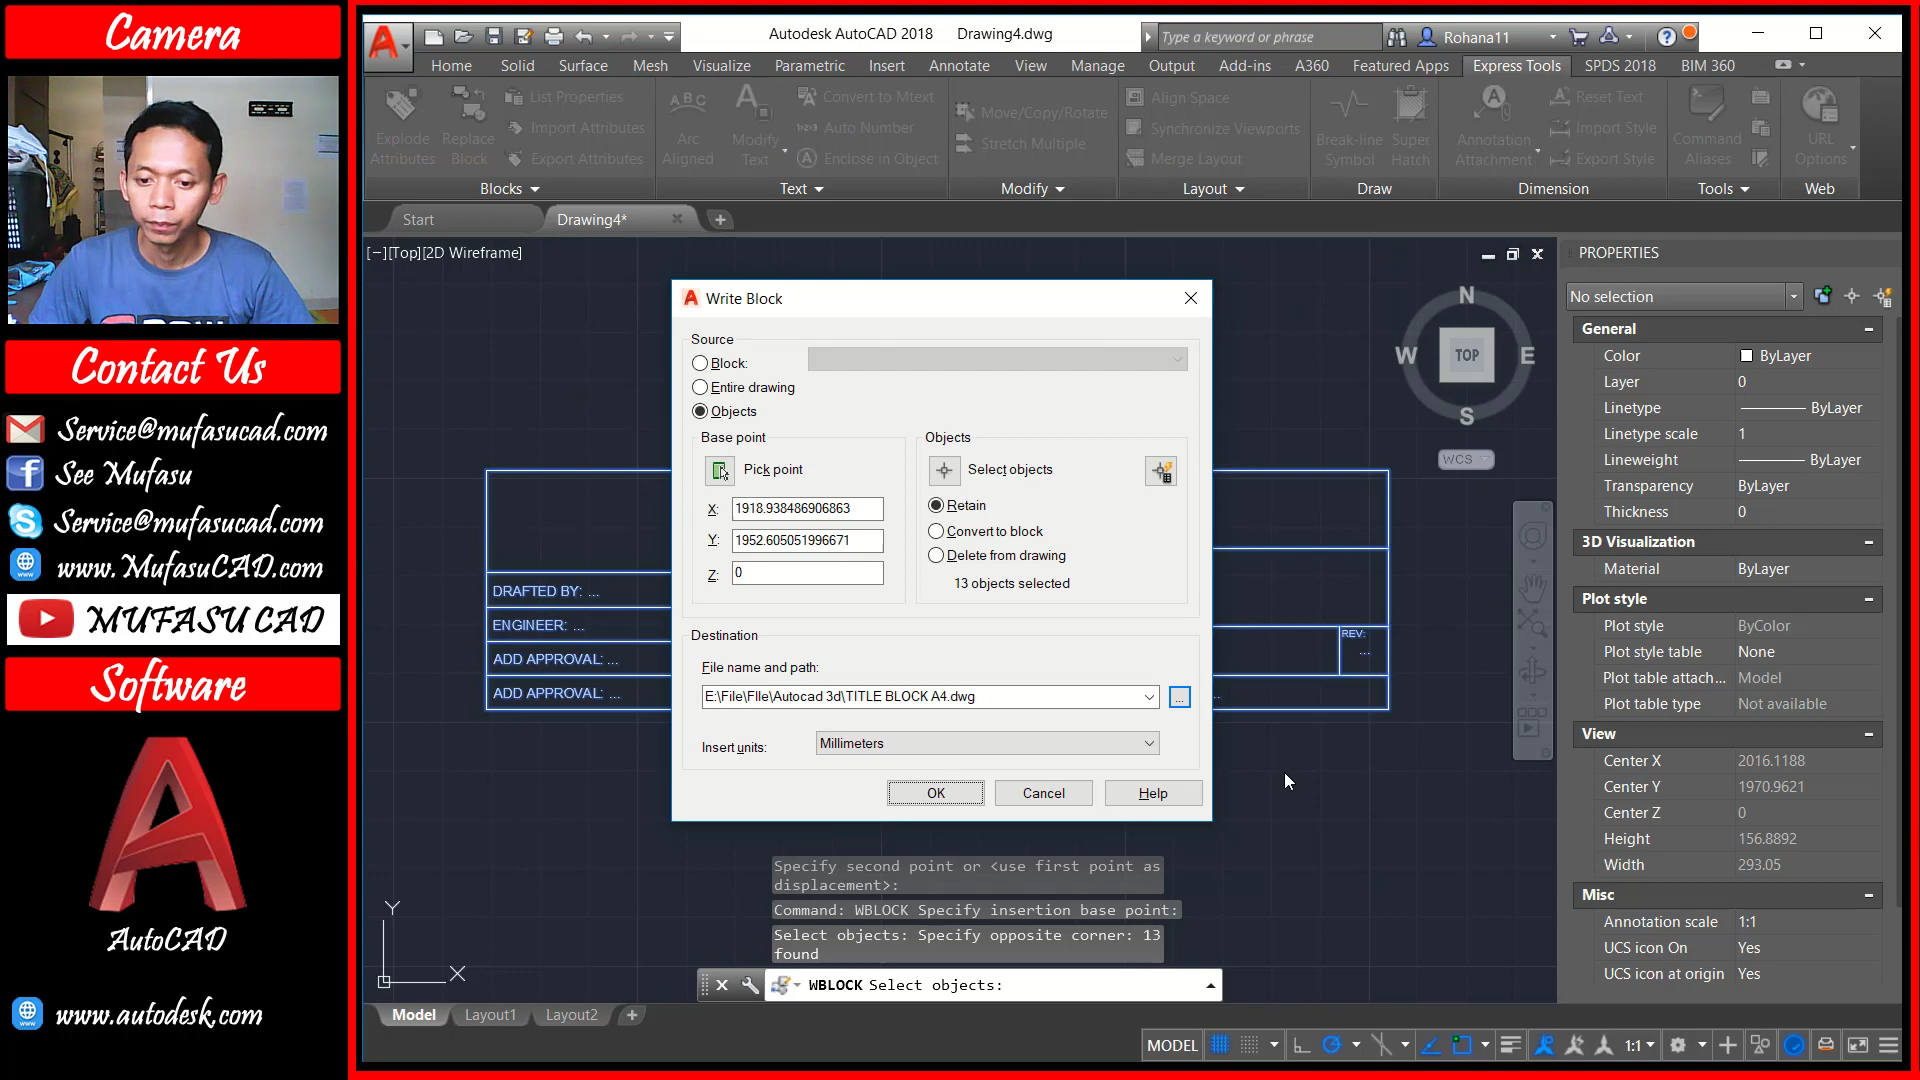 Camera
Contact Us
Service@mufasucad.com
See Mufasu
Service@mufasucad.com
www.MufasuCAD.com
MUFASU CAD
Software
AutoCAD
www.autodesk.com
Autodesk AutoCAD 2018 Drawing4.dwg
Type a keyword or phrase
Rohana11
Home Solid Surface Mesh Visualize Parametric Insert Annotate View Manage Output Add-ins A360 Featured Apps Express Tools SPDS 2018 BIM 360
Explode Attributes
Replace Block
List Properties
Import Attributes
Export Attributes
Blocks
Arc Aligned
Modify Text
Convert to Mtext
Auto Number
Enclose in Object
Text
Move/Copy/Rotate
Stretch Multiple
Modify
Align Space
Synchronize Viewports
Merge Layout
Layout
Break-line Symbol
Super Hatch
Draw
Annotation Attachment
Reset Text
Import Style
Export Style
Dimension
Command Aliases
Tools
URL Options
Web
Start
Drawing4*
[−][Top][2D Wireframe]
N
W TOP E
S
WCS
DRAFTED BY: ...
ENGINEER: ...
ADD APPROVAL: ...
ADD APPROVAL: ...
REV:
...
Write Block
Source
Block:
Entire drawing
Objects
Base point
Pick point
X: 1918.938486906863
Y: 1952.605051996671
Z: 0
Objects
Select objects
Retain
Convert to block
Delete from drawing
13 objects selected
Destination
File name and path:
E:\File\FIle\Autocad 3d\TITLE BLOCK A4.dwg
...
Insert units: Millimeters
OK Cancel Help
Specify second point or <use first point as
displacement>:
Command: WBLOCK Specify insertion base point:
Select objects: Specify opposite corner: 13
found
WBLOCK Select objects:
Y
X
Model Layout1 Layout2
MODEL
1:1
PROPERTIES
No selection
General
Color ByLayer
Layer 0
Linetype ByLayer
Linetype scale 1
Lineweight ByLayer
Transparency ByLayer
Thickness 0
3D Visualization
Material ByLayer
Plot style
Plot style ByColor
Plot style table None
Plot table attach... Model
Plot table type Not available
View
Center X 2016.1188
Center Y 1970.9621
Center Z 0
Height 156.8892
Width 293.05
Misc
Annotation scale 1:1
UCS icon On Yes
UCS icon at origin Yes